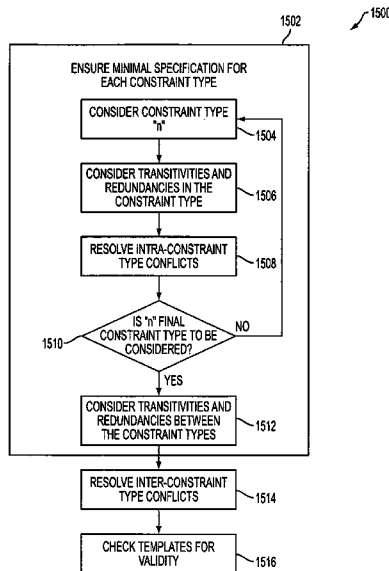 1500
1502
ENSURE MINIMAL SPECIFICATION FOR
EACH CONSTRAINT TYPE
CONSIDER CONSTRAINT TYPE
"n"
1504
CONSIDER TRANSITIVITIES AND
REDUNDANCIES IN THE
CONSTRAINT TYPE
1506
RESOLVE INTRA-CONSTRAINT
TYPE CONFLICTS
1508
IS "n" FINAL
CONSTRAINT TYPE TO BE
CONSIDERED?
NO
1510
YES
CONSIDER TRANSITIVITIES AND
REDUNDANCIES BETWEEN
THE CONSTRAINT TYPES
1512
RESOLVE INTER-CONSTRAINT
TYPE CONFLICTS
1514
CHECK TEMPLATES FOR
VALIDITY
1516